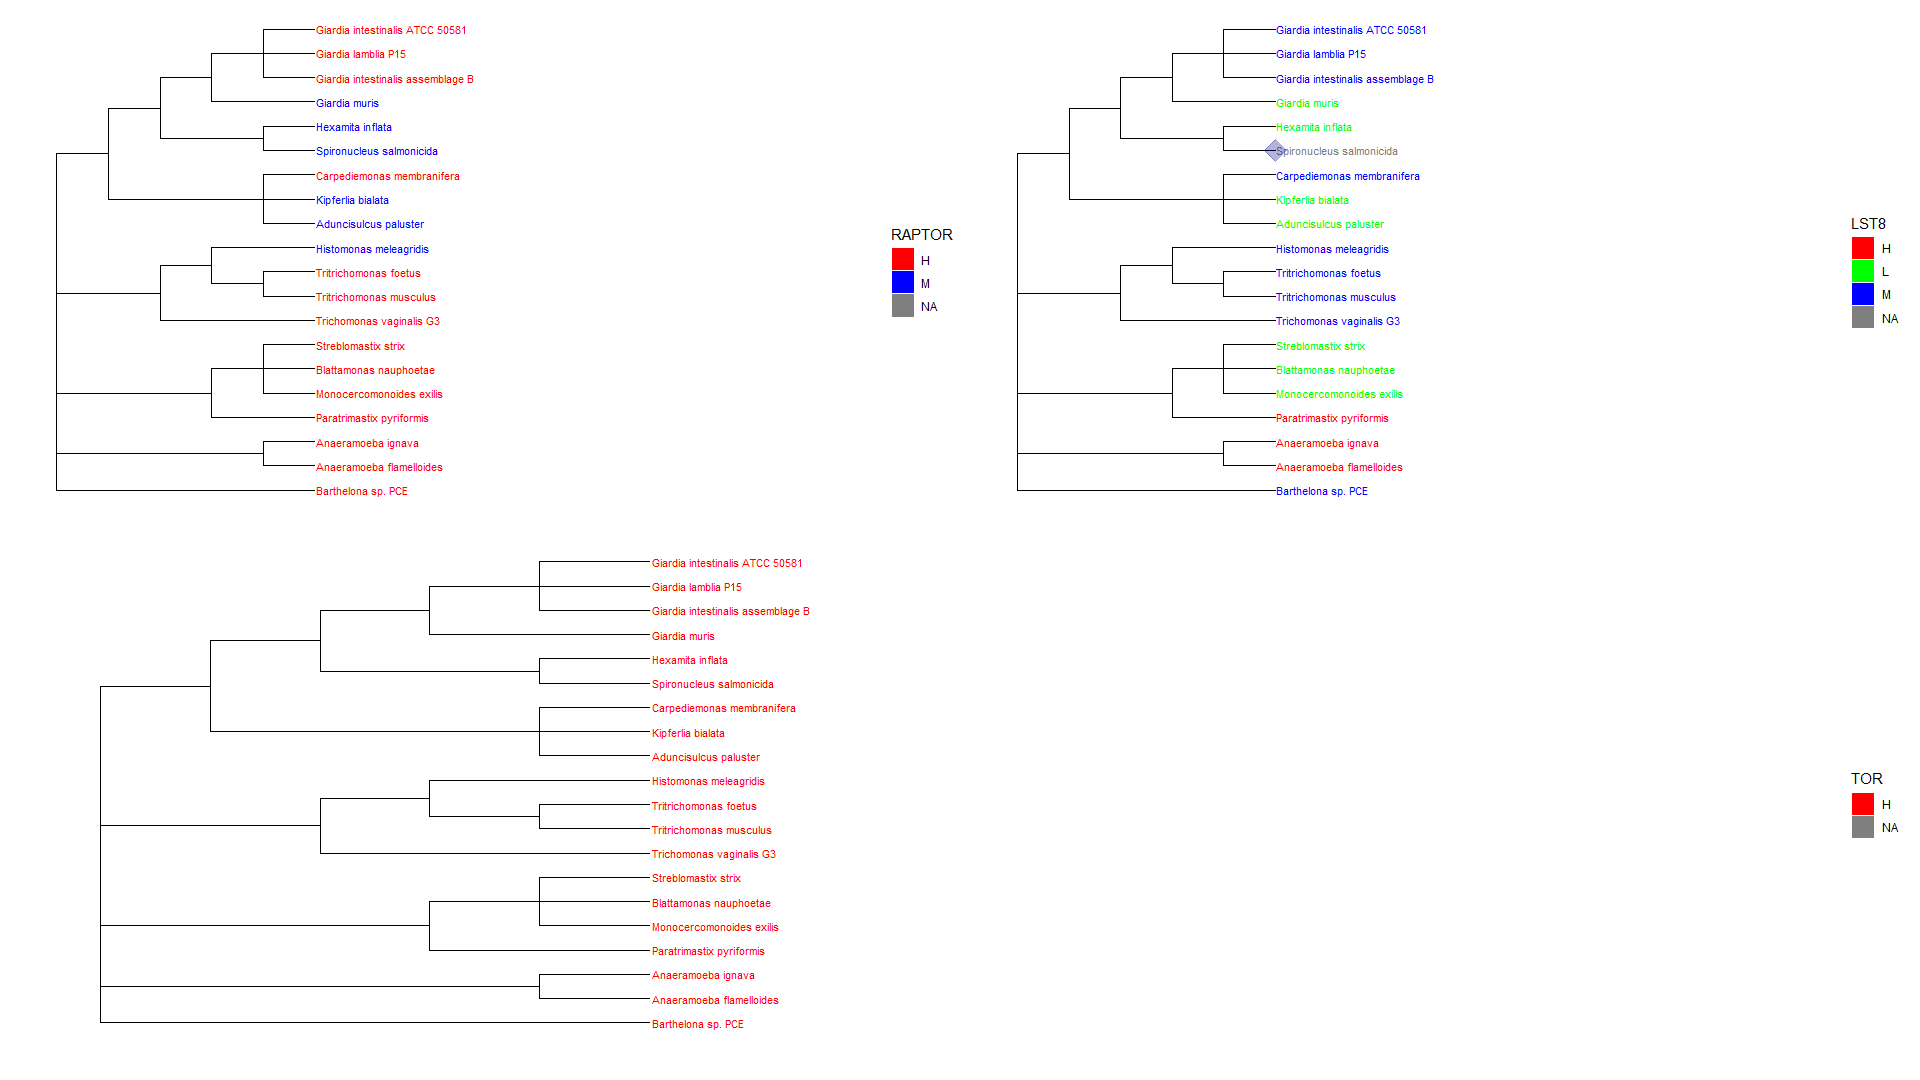 Giardia intestinalis ATCC 50581
Giardia lamblia P15
Giardia intestinalis assemblage B
Giardia muris
Hexamita inflata
Spironucleus salmonicida
Carpediemonas membranifera
Kipferlia bialata
Aduncisulcus paluster
Histomonas meleagridis
Tritrichomonas foetus
Tritrichomonas musculus
Trichomonas vaginalis G3
Streblomastix strix
Blattamonas nauphoetae
Monocercomonoides exilis
Paratrimastix pyriformis
Anaeramoeba ignava
Anaeramoeba flamelloides
Barthelona sp. PCE
RAPTOR
H
M
NA
Giardia intestinalis ATCC 50581
Giardia lamblia P15
Giardia intestinalis assemblage B
Giardia muris
Hexamita inflata
Spironucleus salmonicida
Carpediemonas membranifera
Kipferlia bialata
Aduncisulcus paluster
Histomonas meleagridis
Tritrichomonas foetus
Tritrichomonas musculus
Trichomonas vaginalis G3
Streblomastix strix
Blattamonas nauphoetae
Monocercomonoides exilis
Paratrimastix pyriformis
Anaeramoeba ignava
Anaeramoeba flamelloides
Barthelona sp. PCE
LST8
H
L
M
NA
Giardia intestinalis ATCC 50581
Giardia lamblia P15
Giardia intestinalis assemblage B
Giardia muris
Hexamita inflata
Spironucleus salmonicida
Carpediemonas membranifera
Kipferlia bialata
Aduncisulcus paluster
Histomonas meleagridis
Tritrichomonas foetus
Tritrichomonas musculus
Trichomonas vaginalis G3
Streblomastix strix
Blattamonas nauphoetae
Monocercomonoides exilis
Paratrimastix pyriformis
Anaeramoeba ignava
Anaeramoeba flamelloides
Barthelona sp. PCE
TOR
H
NA